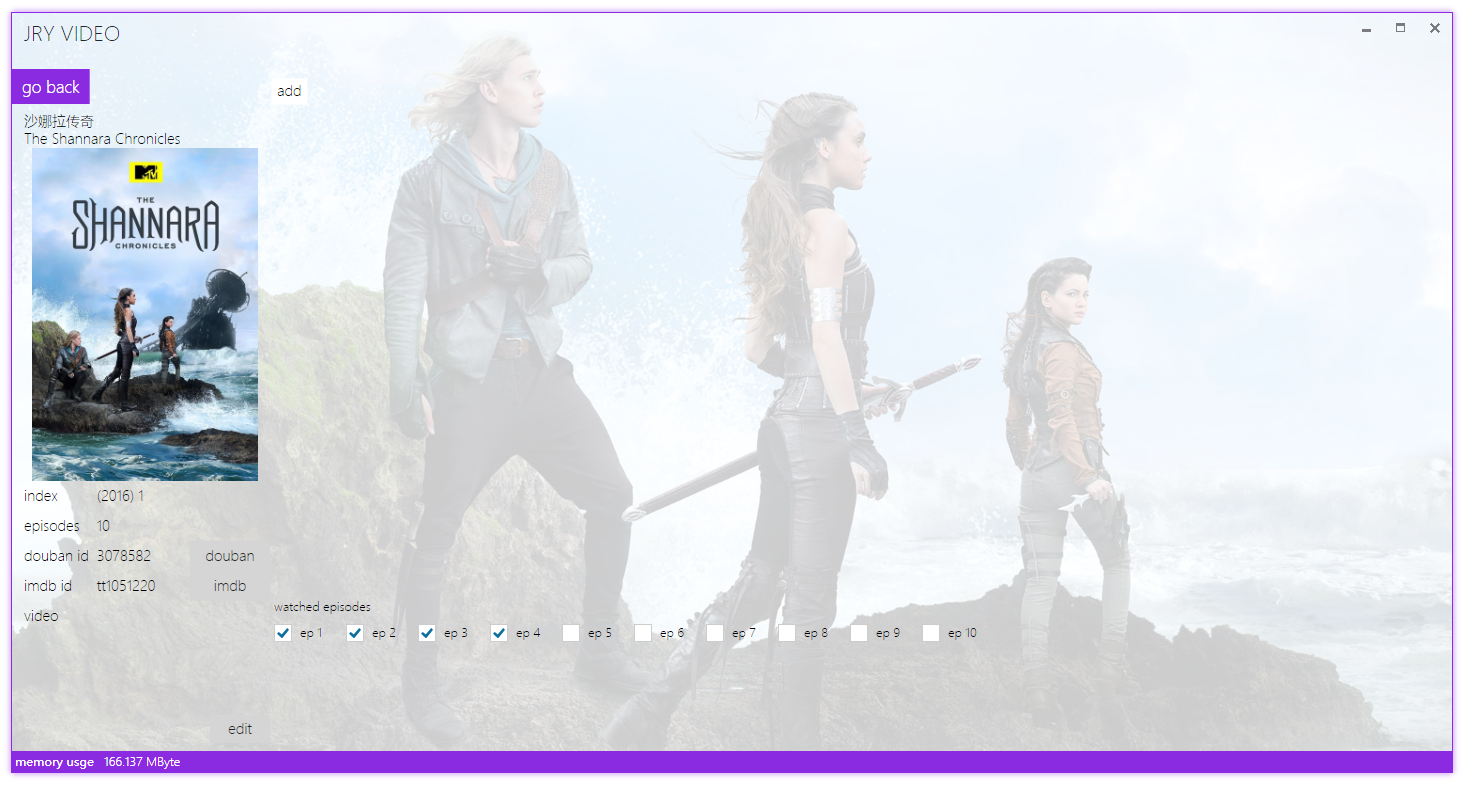 JRY VIDEO
go back
add
沙娜拉传奇
The Shannara Chronicles
MTV
THE
SHANNARA
CHRONICLES
index (2016) 1
episodes 10
douban id 3078582 douban
imdb id tt1051220 imdb
video
watched episodes
ep 1 ep 2 ep 3 ep 4 ep 5 ep 6 ep 7 ep 8 ep 9 ep 10
edit
memory usge 166.137 MByte